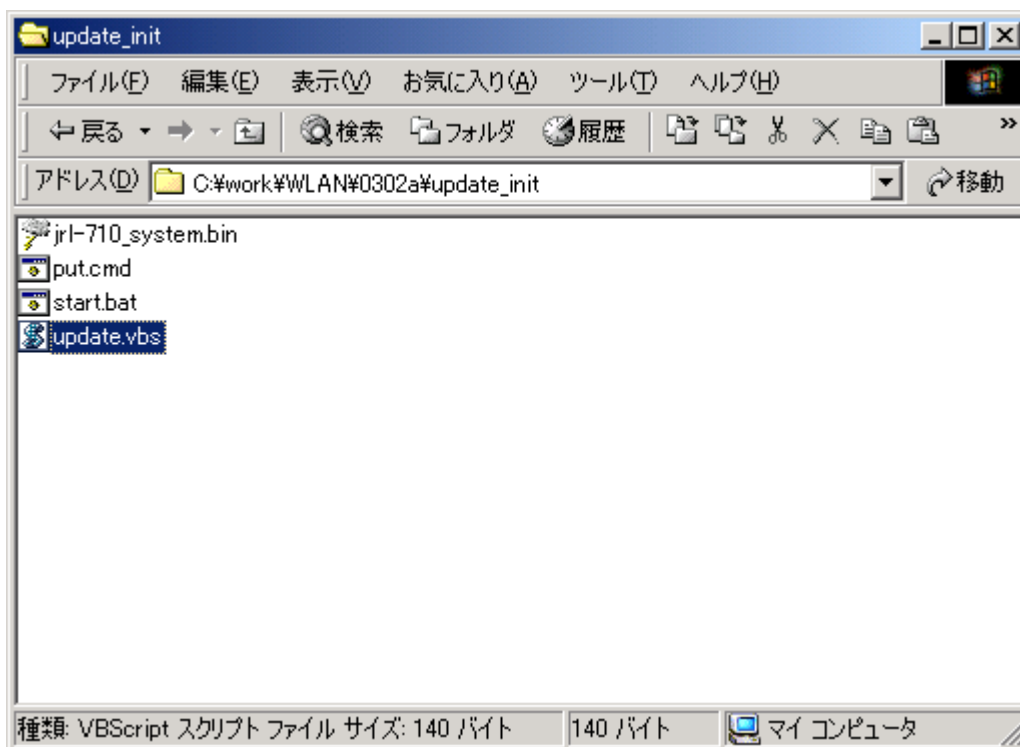 update_init
ファイル(F) 編集(E) 表示(V) お気に入り(A) ツール(T) ヘルプ(H)
戻る 検索 フォルダ 履歴 »
アドレス(D) C:¥work¥WLAN¥0302a¥update_init 移動
jrl-710_system.bin
put.cmd
start.bat
update.vbs
種類: VBScript スクリプト ファイル サイズ: 140 バイト 140 バイト マイ コンピュータ